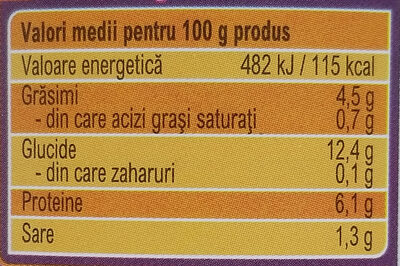 Valori medii pentru 100 g produs
Valoare energetică 482 kJ / 115 kcal
Grăsimi 4,5 g
- din care acizi graşi saturaţi 0,7 g
Glucide 12,4 g
- din care zaharuri 0,1 g
Proteine 6,1 g
Sare 1,3 g